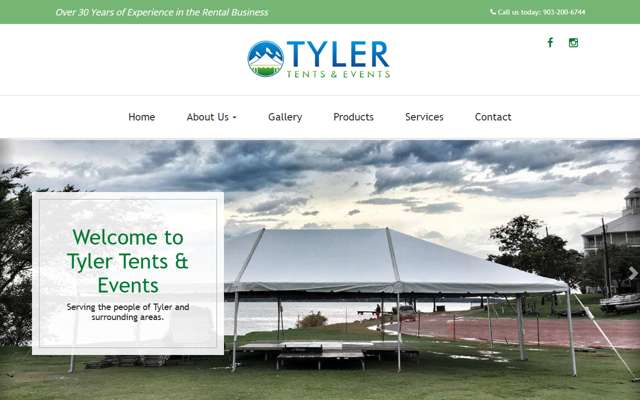 Over 30 Years of Experience in the Rental Business
Call us today: 903-200-6744
TYLER
TENTS & EVENTS
Home
About Us
Gallery
Products
Services
Contact
Welcome to
Tyler Tents &
Events
Serving the people of Tyler and
surrounding areas.